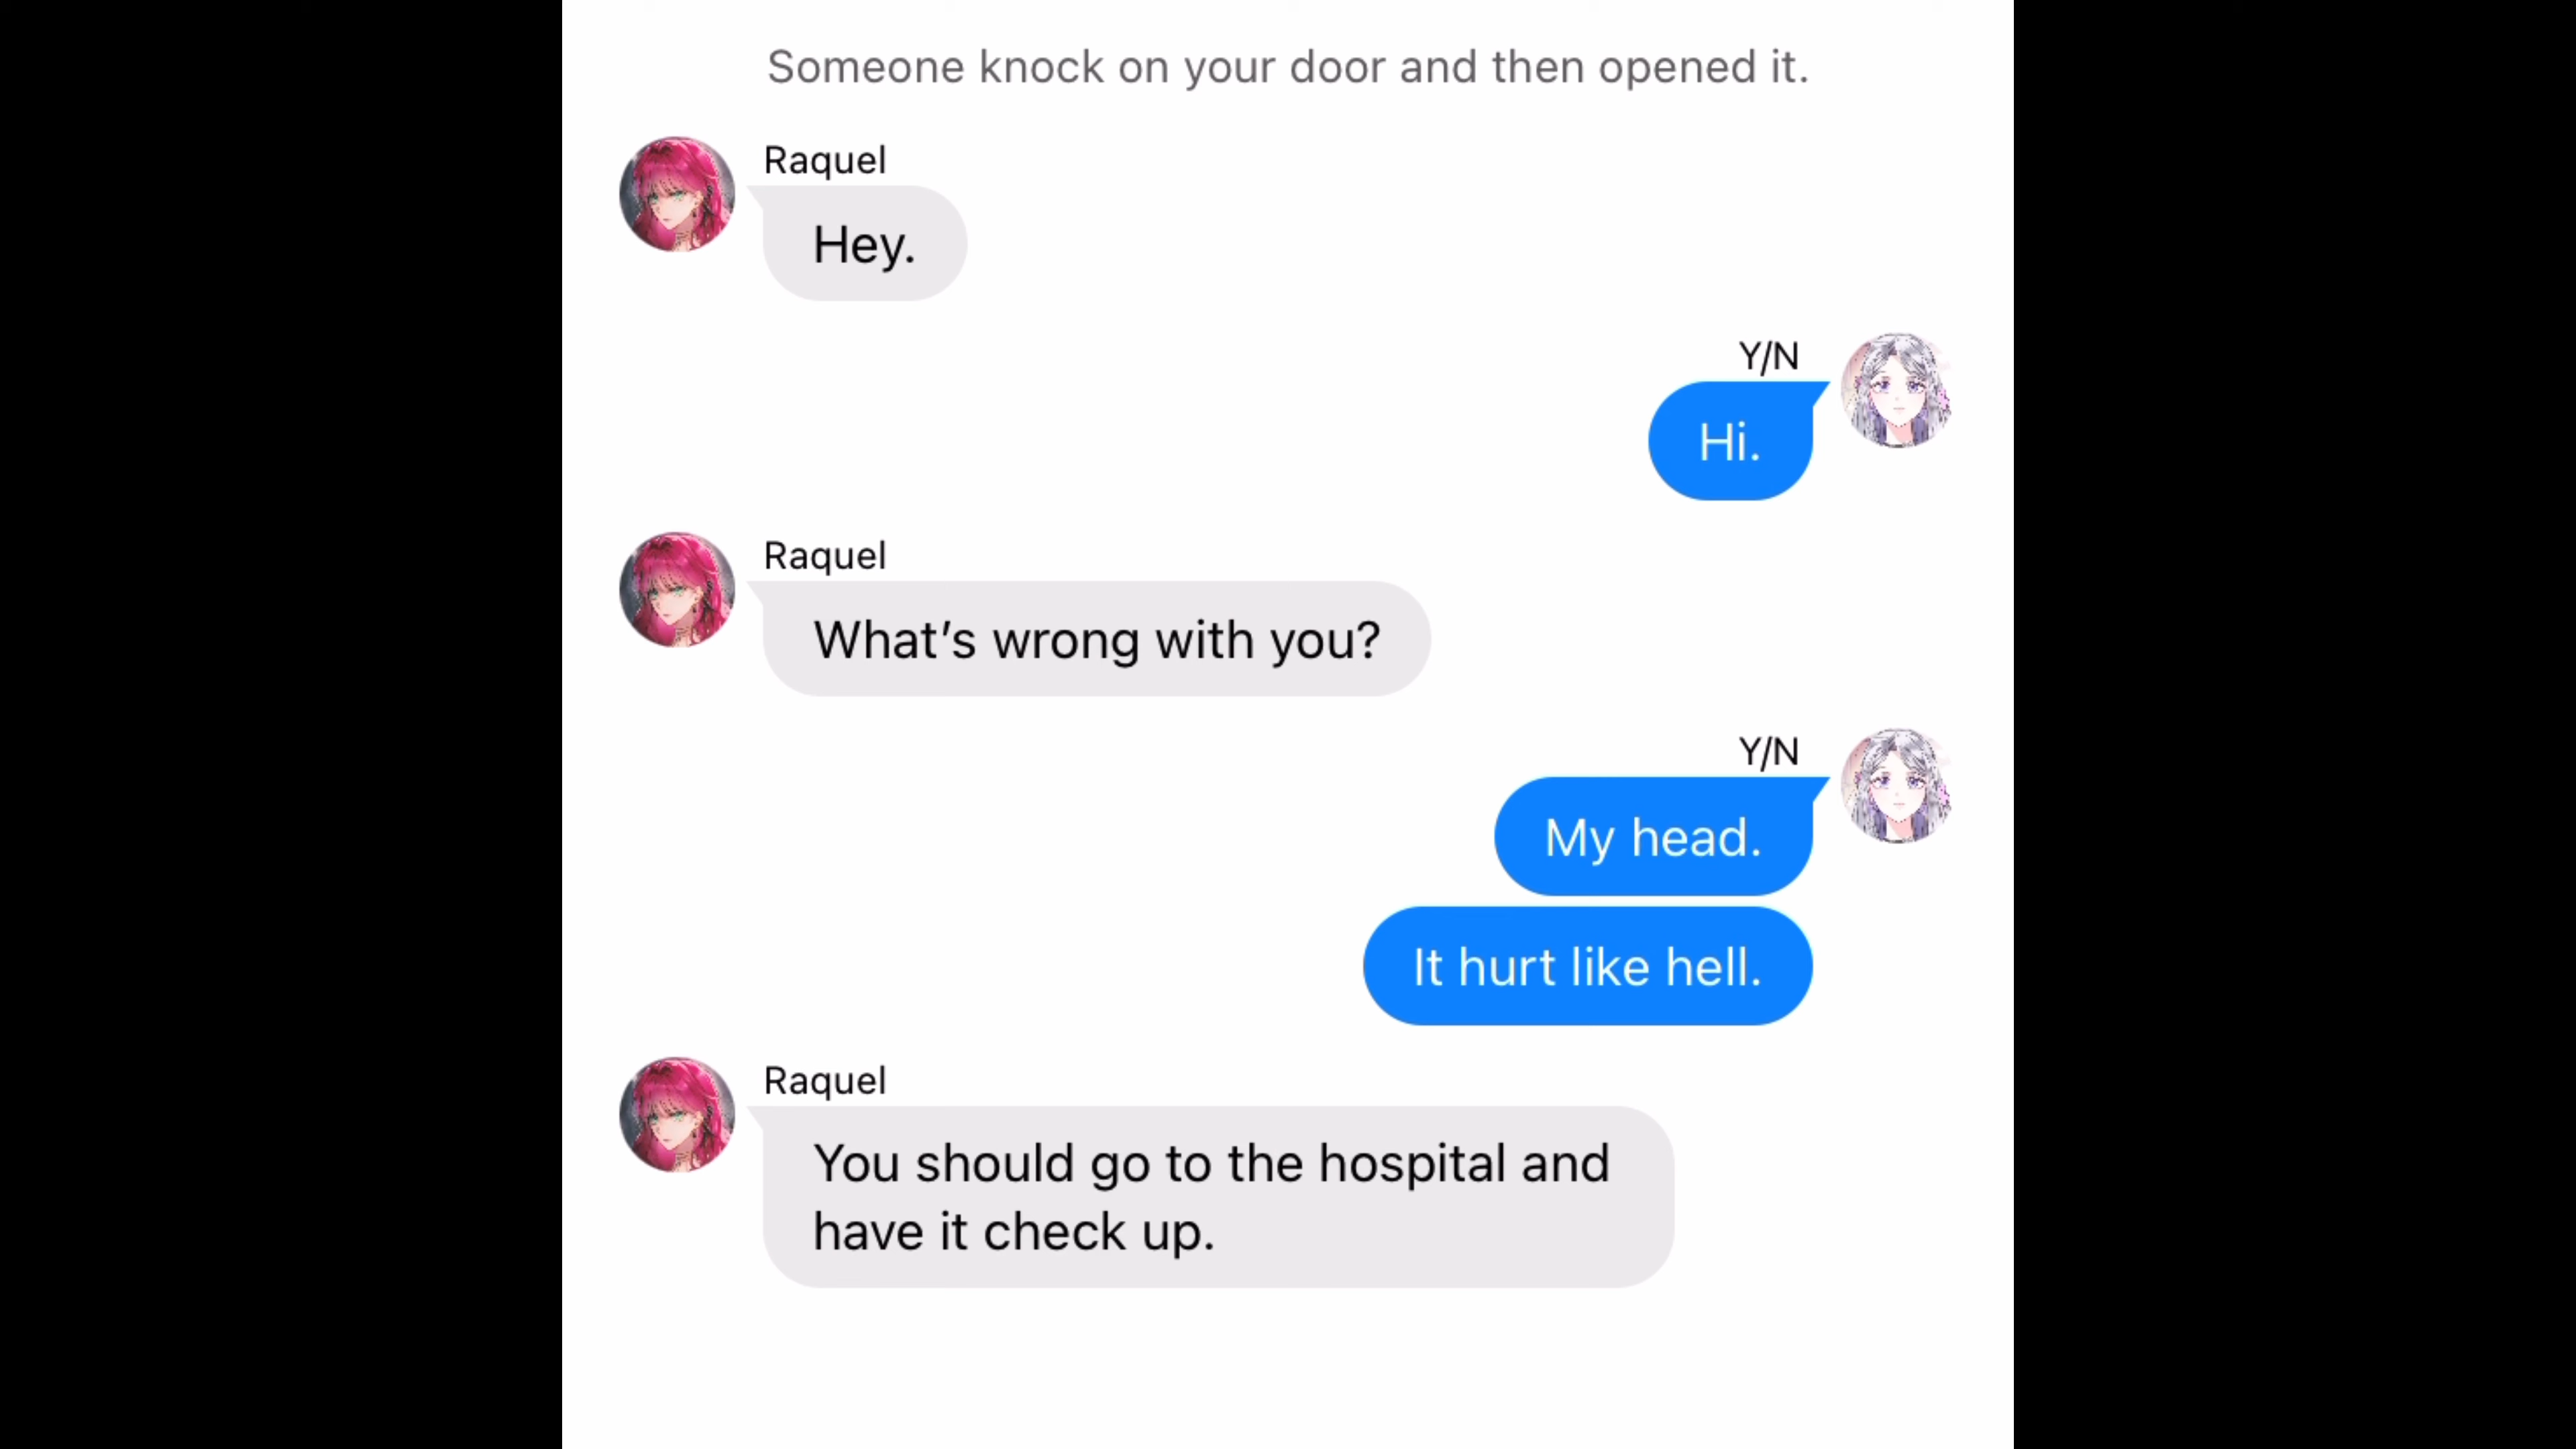 Someone knock on your door and then opened it.
Raquel
Hey.
Y/N
Hi.
Raquel
What’s wrong with you?
Y/N
My head.
It hurt like hell.
Raquel
You should go to the hospital and
have it check up.